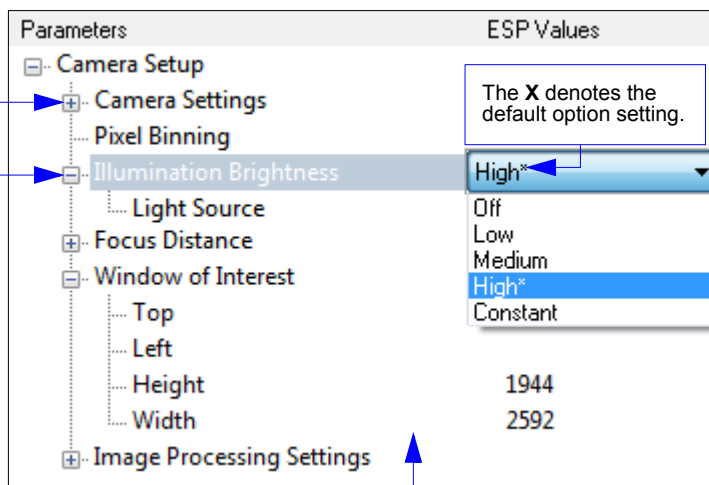 Parameters ESP Values
Camera Setup
Camera Settings
The X denotes the
default option setting.
Pixel Binning
Illumination Brightness High*
Light Source Off
Low
Focus Distance
Medium
Window of Interest High*
Top Constant
Left
Height 1944
Width 2592
Image Processing Settings